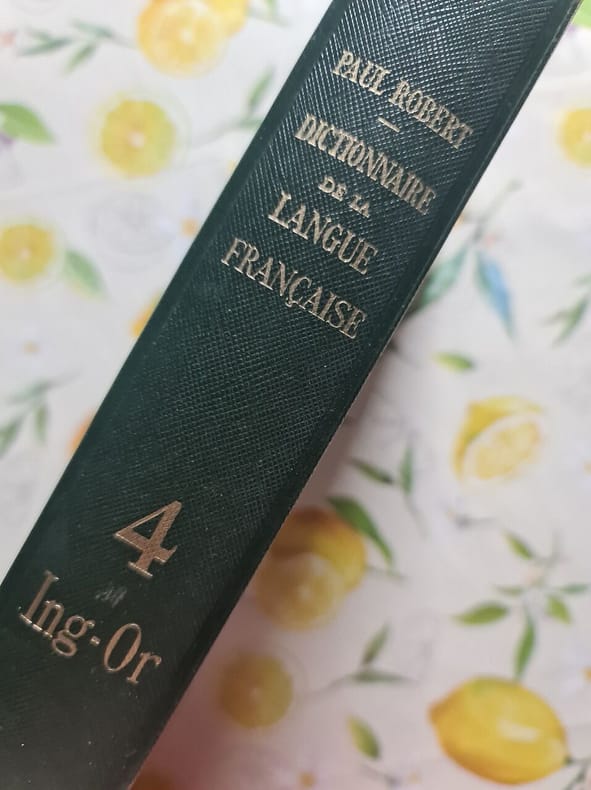 PAUL ROBERT
—
DICTIONNAIRE
DE LA
LANGUE
FRANÇAISE
4
Ing-Or